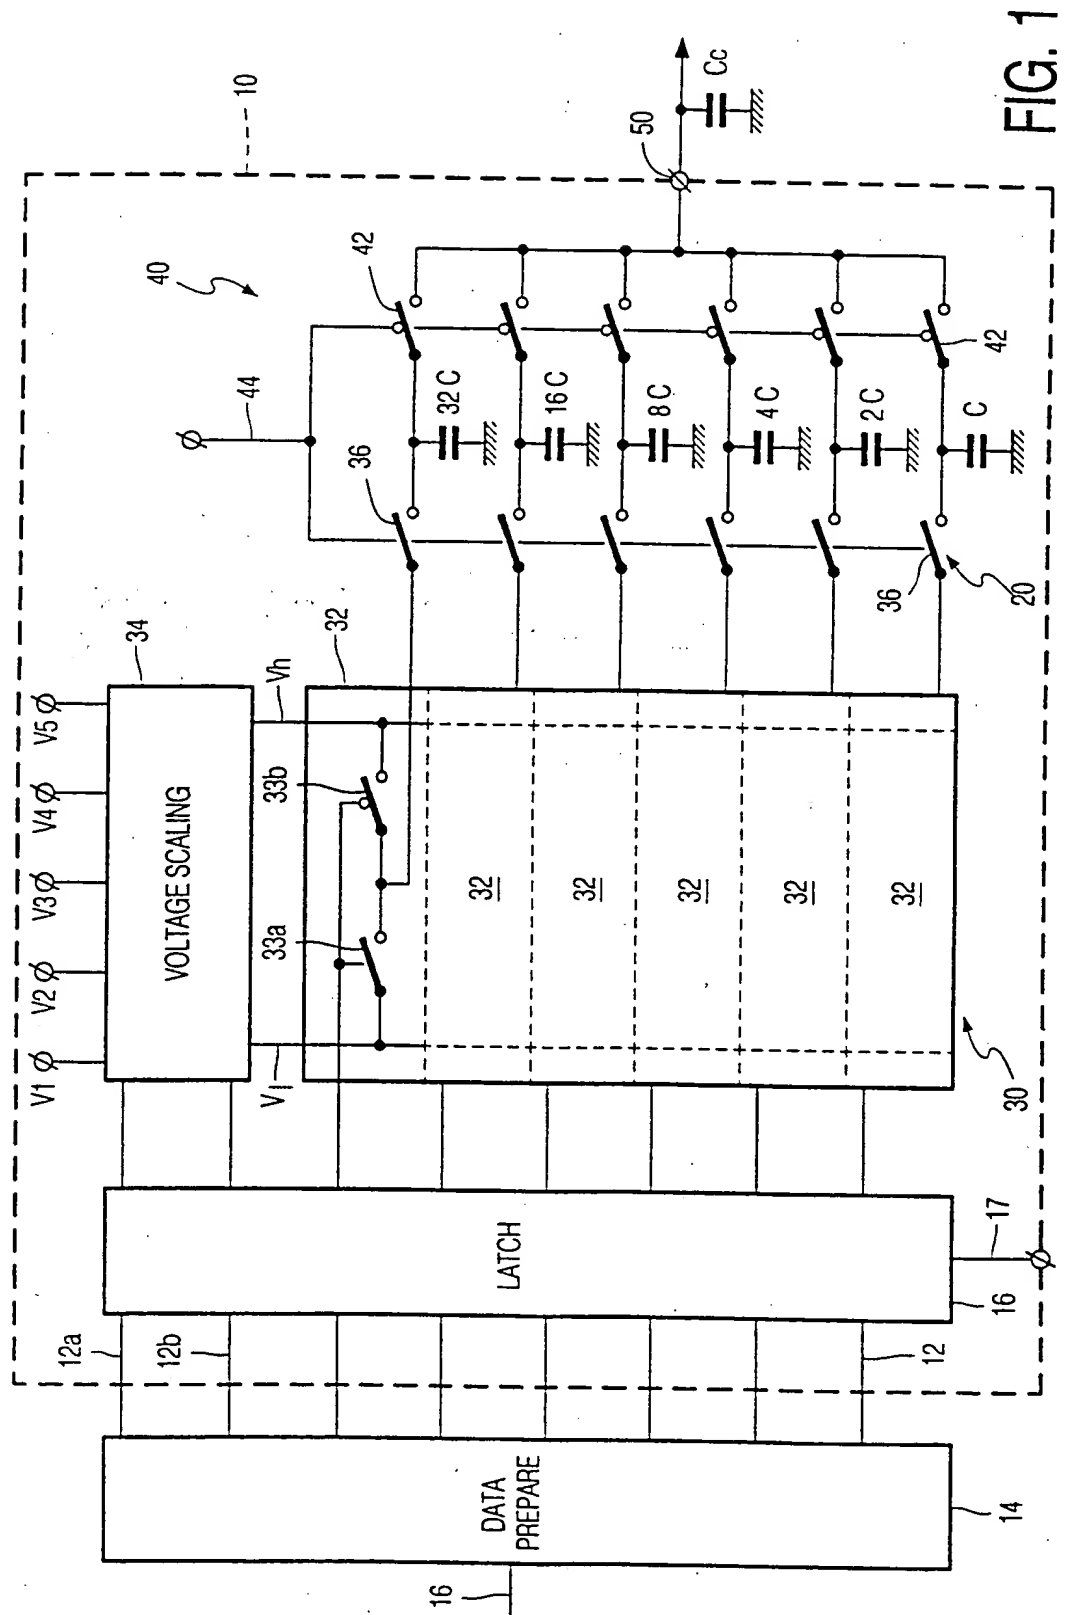 FIG. 1
10
40
44
42
50
Cc
36
32 C
16 C
8 C
4 C
2 C
C
42
36
20
V1
V2
V3
V4
V5
34
VOLTAGE SCALING
Vl
Vh
32
33a
33b
32
32
32
32
32
30
12a
12b
LATCH
12
16
17
DATA
PREPARE
16
14